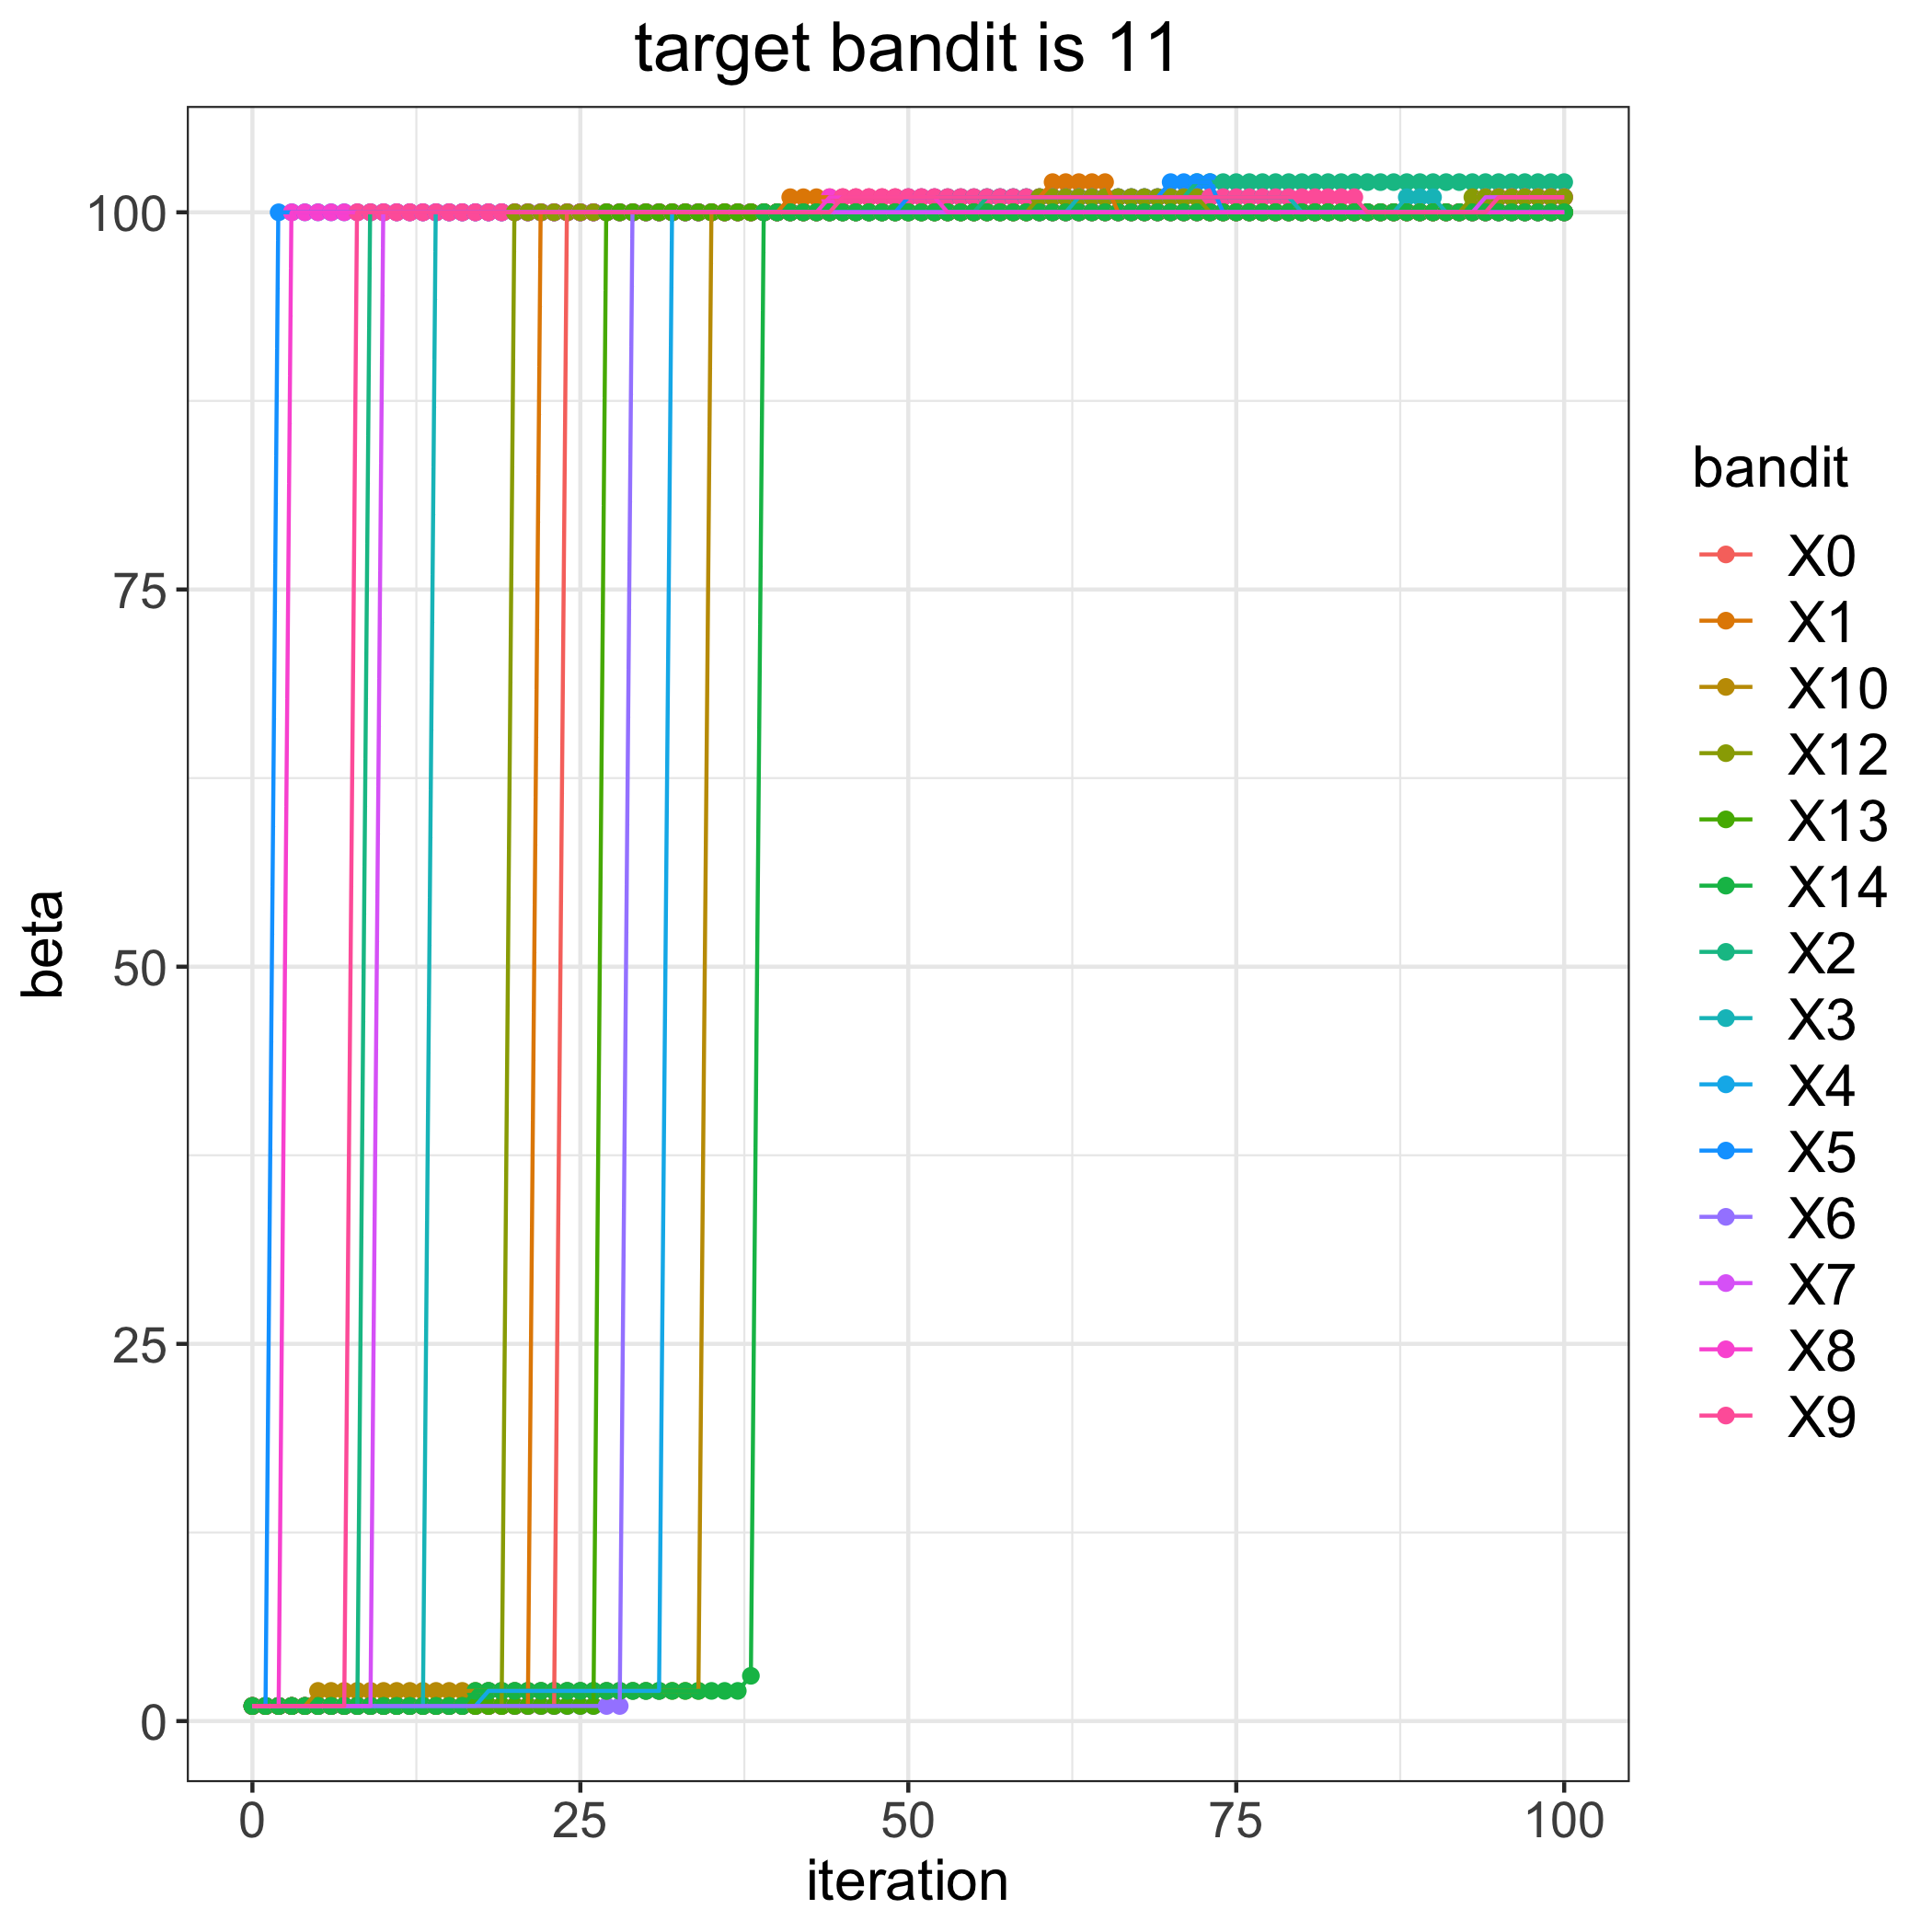 target bandit is 11
100
75
50
25
0
beta
0 25 50 75 100
iteration
bandit
X0
X1
X10
X12
X13
X14
X2
X3
X4
X5
X6
X7
X8
X9